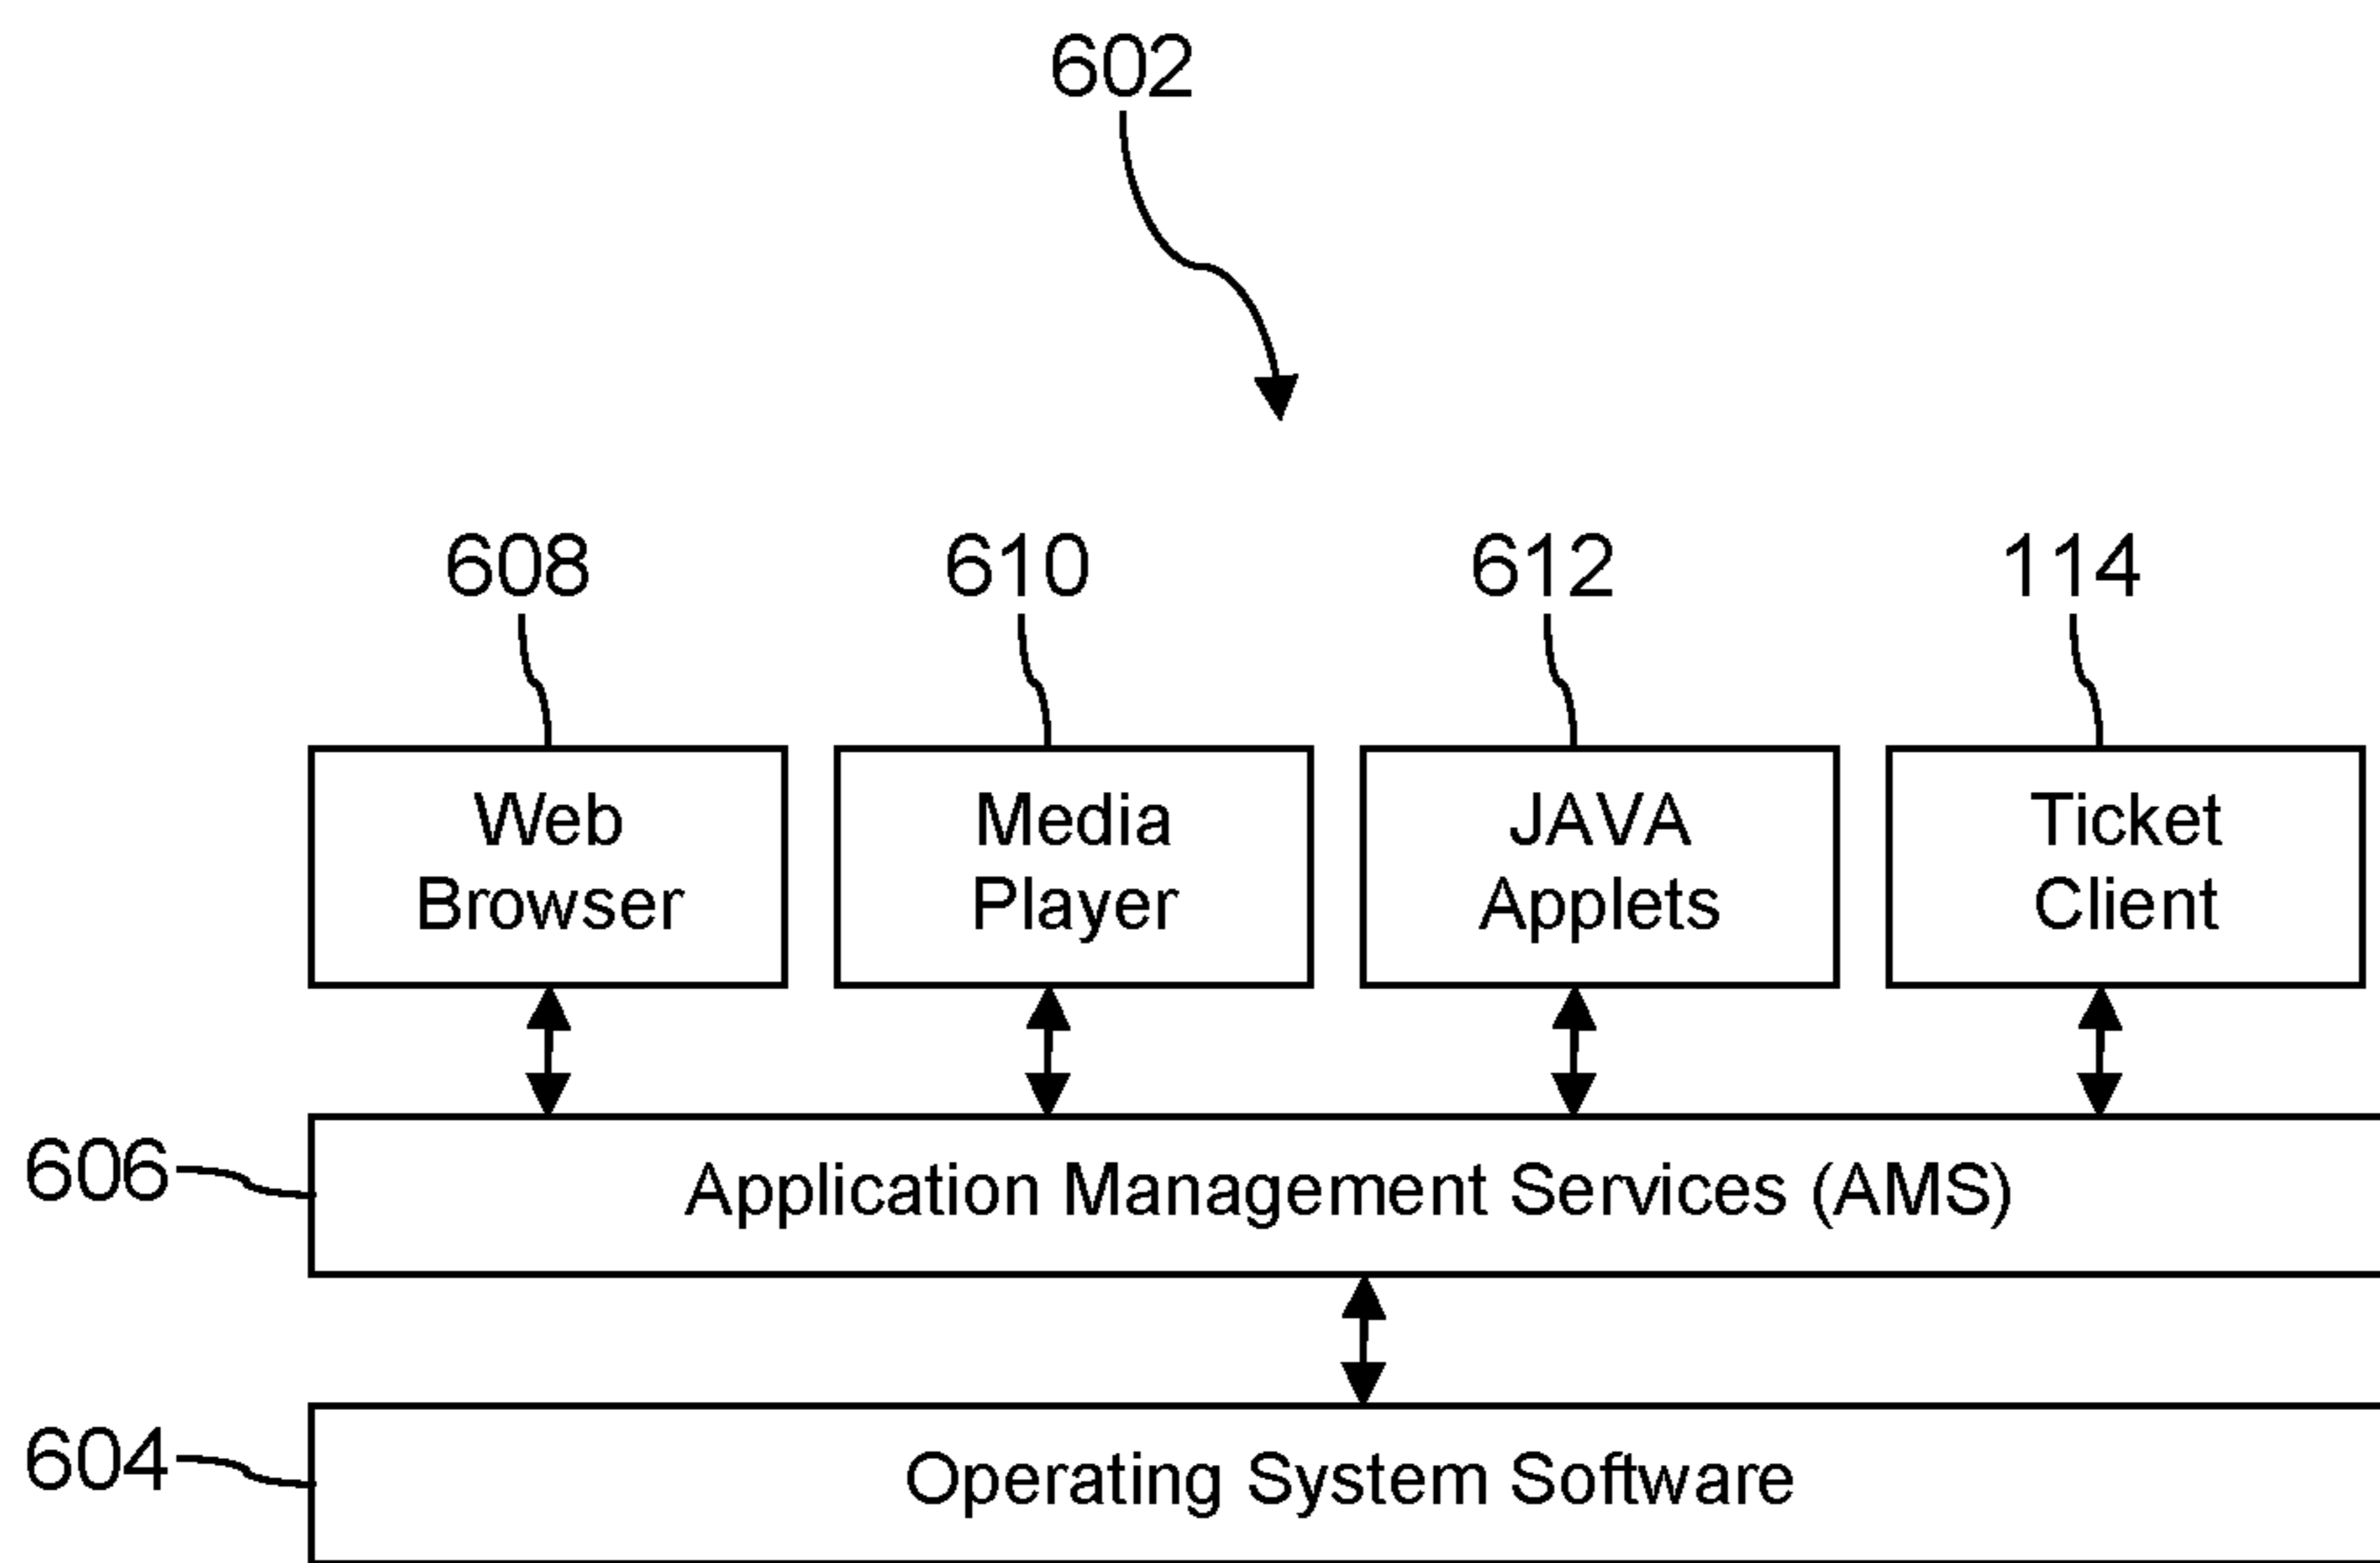 602
608
610
612
114
Web
Browser
Media
Player
JAVA
Applets
Ticket
Client
606
Application Management Services (AMS)
604
Operating System Software